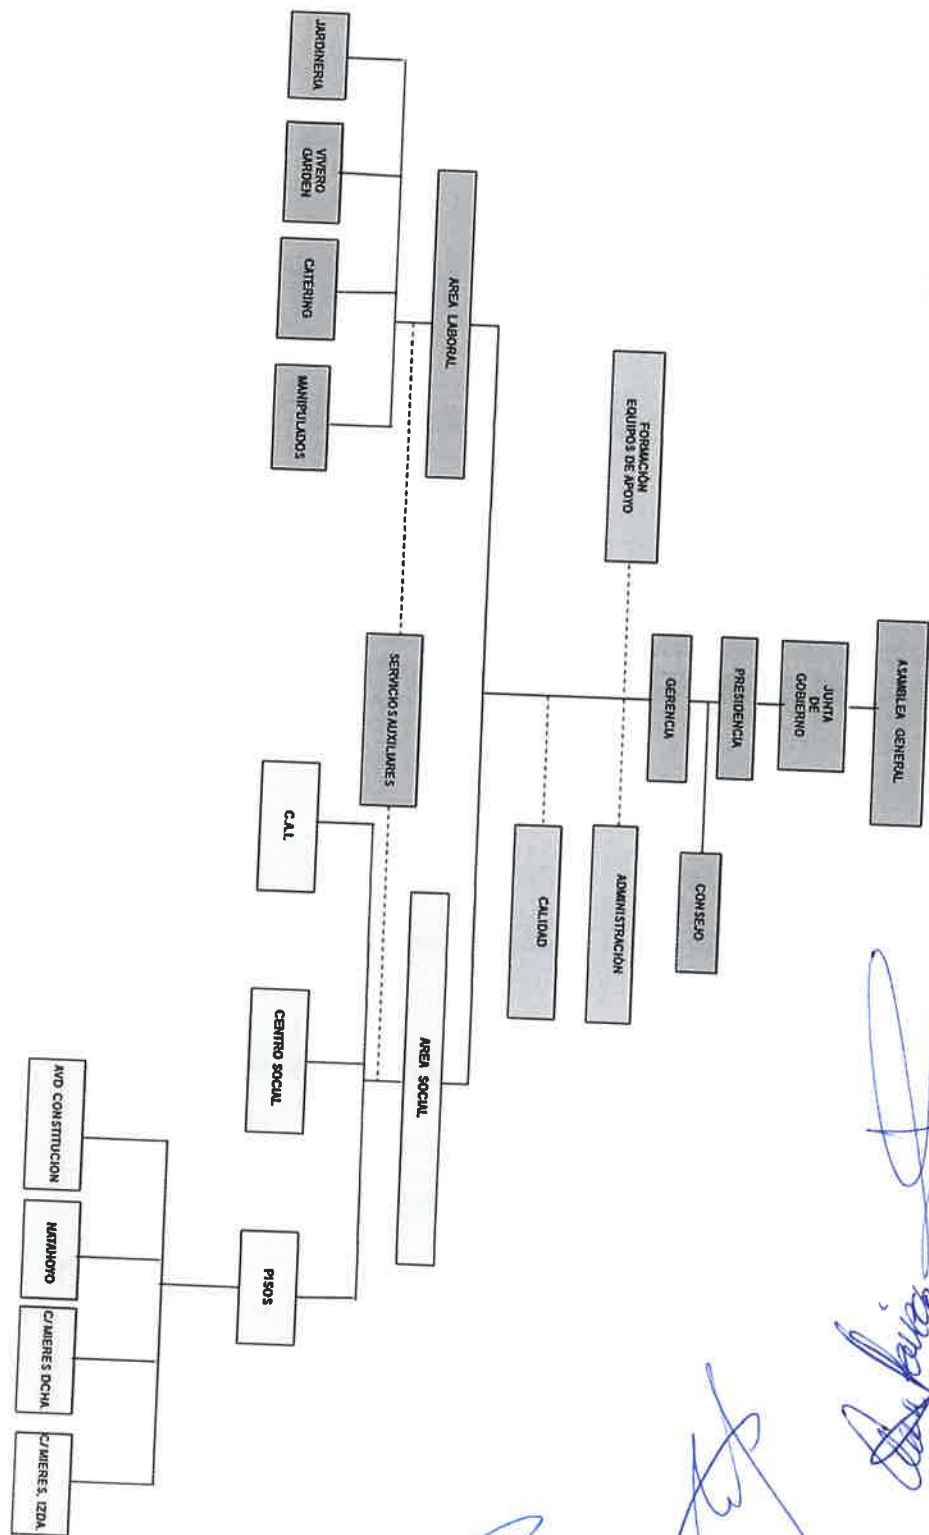 ASAMBLEA GENERAL
JUNTA
DE
GOBIERNO
PRESIDENCIA
CONSEJO
GERENCIA
FORMACIÓN
EQUIPOS DE APOYO
ADMINISTRACIÓN
CALIDAD
AREA LABORAL
AREA SOCIAL
SERVICIOS AUXILIARES
JARDINERIA
VIVERO
GARDEN
CATERING
MANIPULADOS
C.A.I.
CENTRO SOCIAL
PISOS
AVD CONSTITUCION
NATAHOYO
C/ MIERES DCHA.
C/ MIERES, IZDA.